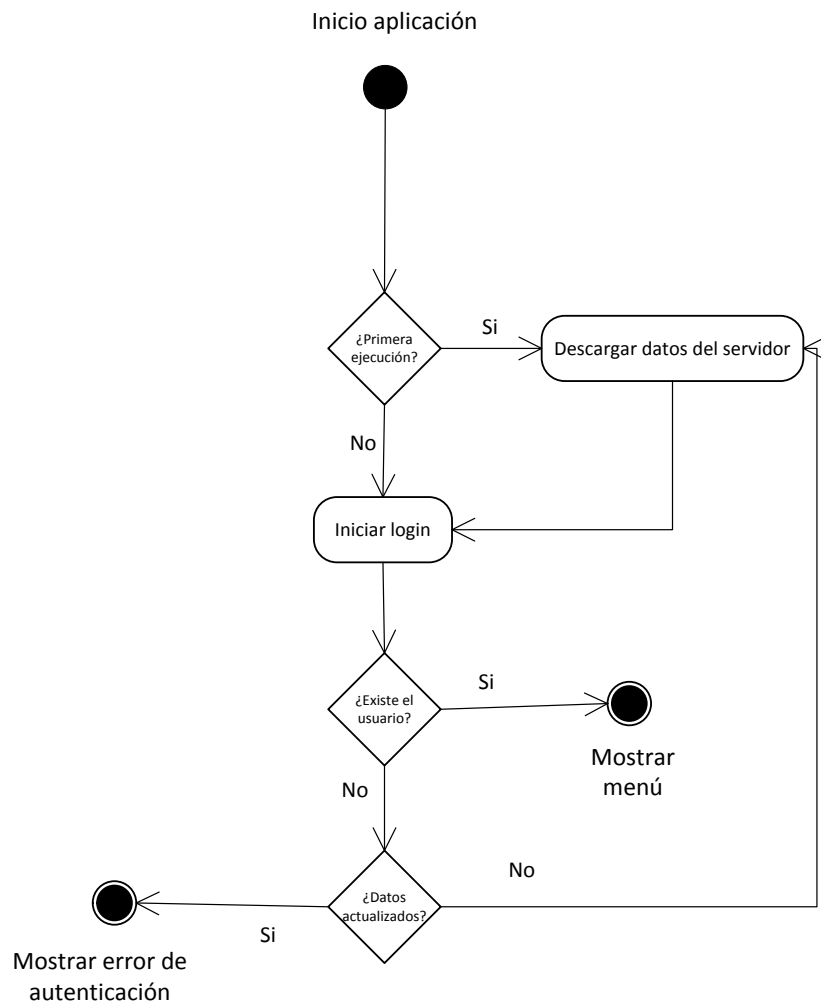 Inicio aplicación
¿Primera
ejecución?
Si
Descargar datos del servidor
No
Iniciar login
¿Existe el
usuario?
Si
Mostrar
menú
No
¿Datos
actualizados?
No
Si
Mostrar error de
autenticación